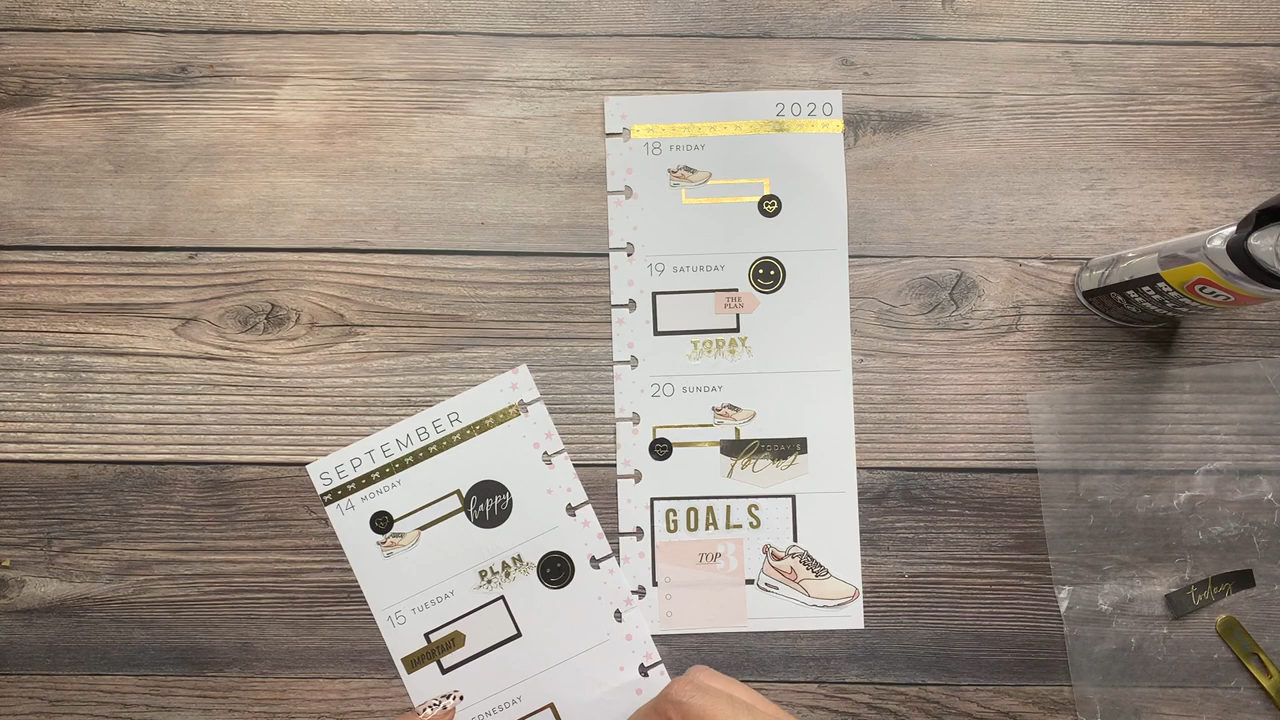 SEPTEMBER
14 MONDAY
happy
PLAN
15 TUESDAY
IMPORTANT
2020
18 FRIDAY
19 SATURDAY
THE
PLAN
TODAY
20 SUNDAY
TODAY'S
focus
GOALS
TOP 3
un
today